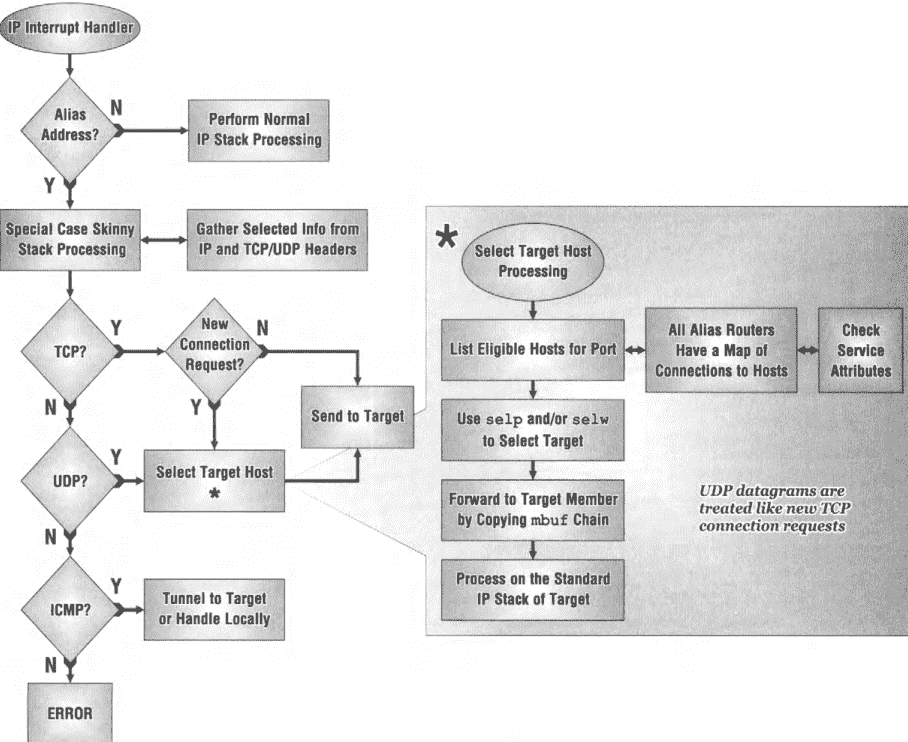 IP Interrupt Handler
Alias
Address?
N
Perform Normal
IP Stack Processing
Y
Special Case Skinny
Stack Processing
Gather Selected Info from
IP and TCP/UDP Headers
TCP?
Y
New
Connection
Request?
N
Send to Target
N
Y
UDP?
Y
Select Target Host
*
N
ICMP?
Y
Tunnel to Target
or Handle Locally
N
ERROR
*
Select Target Host
Processing
List Eligible Hosts for Port
All Alias Routers
Have a Map of
Connections to Hosts
Check
Service
Attributes
Use selp and/or selw
to Select Target
Forward to Target Member
by Copying mbuf Chain
UDP datagrams are
treated like new TCP
connection requests
Process on the Standard
IP Stack of Target